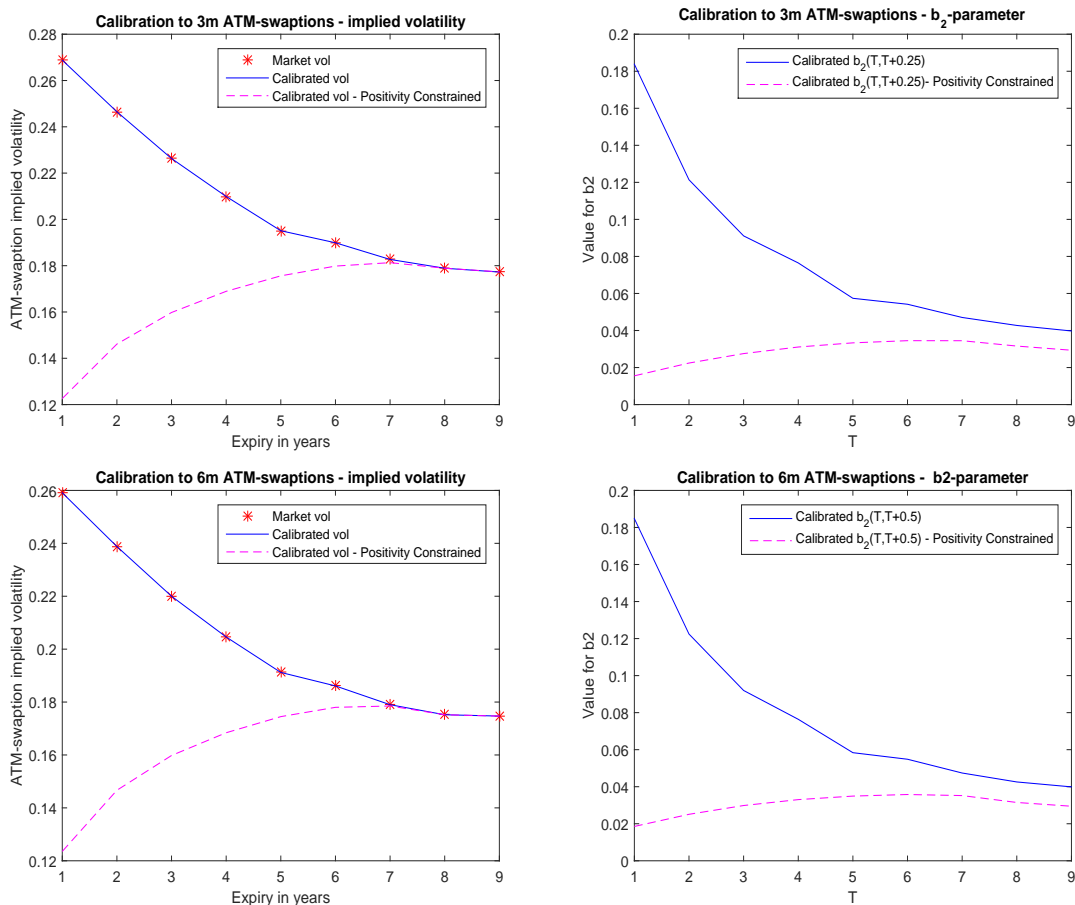 Calibration to 3m ATM-swaptions - implied volatility
0.28
0.26
0.24
0.22
0.2
0.18
0.16
0.14
0.12
ATM-swaption implied volatility
Market vol
Calibrated vol
Calibrated vol - Positivity Constrained
1 2 3 4 5 6 7 8 9
Expiry in years
Calibration to 3m ATM-swaptions - b₂-parameter
0.2
0.18
0.16
0.14
0.12
0.1
0.08
0.06
0.04
0.02
0
Value for b2
Calibrated b₂(T,T+0.25)
Calibrated b₂(T,T+0.25)- Positivity Constrained
1 2 3 4 5 6 7 8 9
T
Calibration to 6m ATM-swaptions - implied volatility
0.26
0.24
0.22
0.2
0.18
0.16
0.14
0.12
ATM-swaption implied volatility
Market vol
Calibrated vol
Calibrated vol - Positivity Constrained
1 2 3 4 5 6 7 8 9
Expiry in years
Calibration to 6m ATM-swaptions - b2-parameter
0.2
0.18
0.16
0.14
0.12
0.1
0.08
0.06
0.04
0.02
0
Value for b2
Calibrated b₂(T,T+0.5)
Calibrated b₂(T,T+0.5) - Positivity Constrained
1 2 3 4 5 6 7 8 9
T